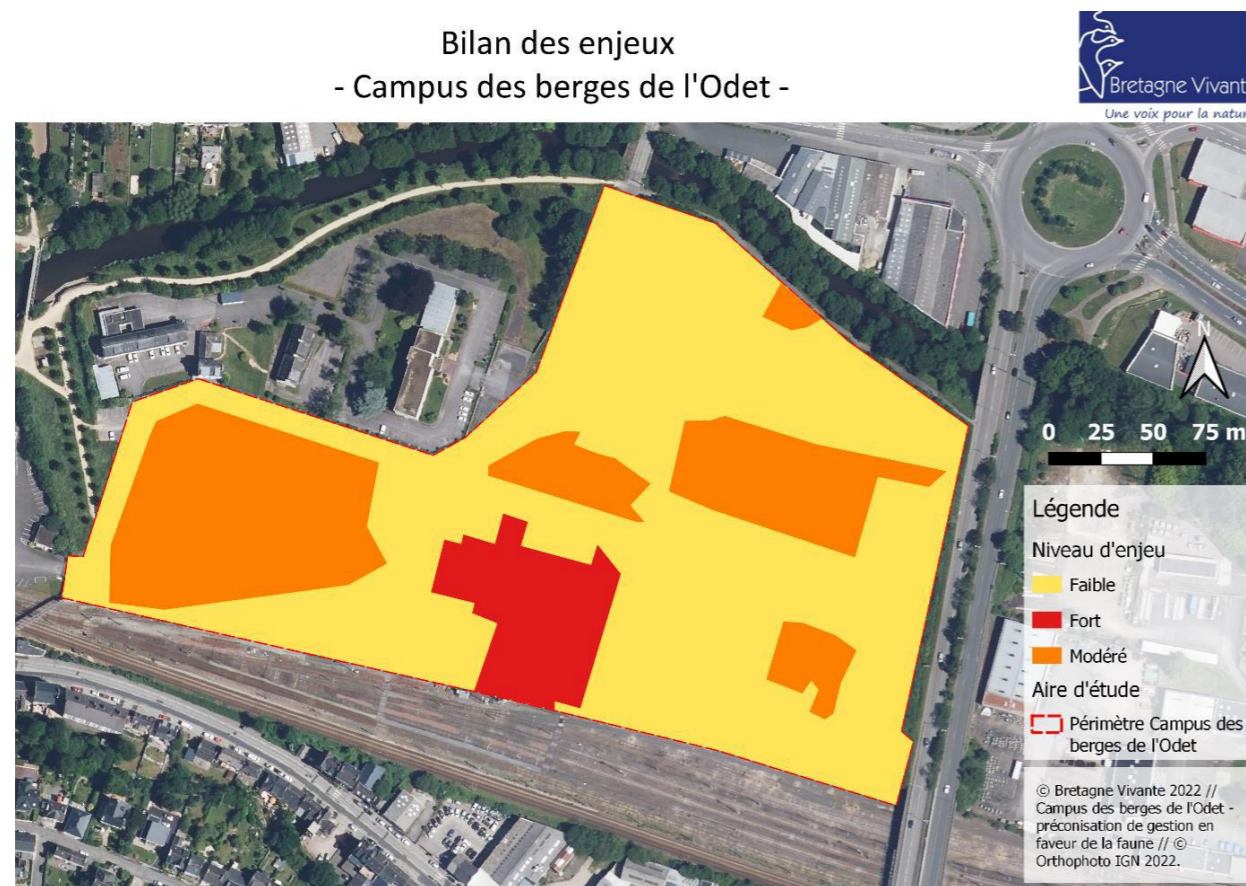 Bilan des enjeux
- Campus des berges de l'Odet -
Bretagne Vivant
Une voix pour la natur
N
0 25 50 75 m
Légende
Niveau d'enjeu
Faible
Fort
Modéré
Aire d'étude
Périmètre Campus des
berges de l'Odet
© Bretagne Vivante 2022 //
Campus des berges de l'Odet -
préconisation de gestion en
faveur de la faune // ©
Orthophoto IGN 2022.